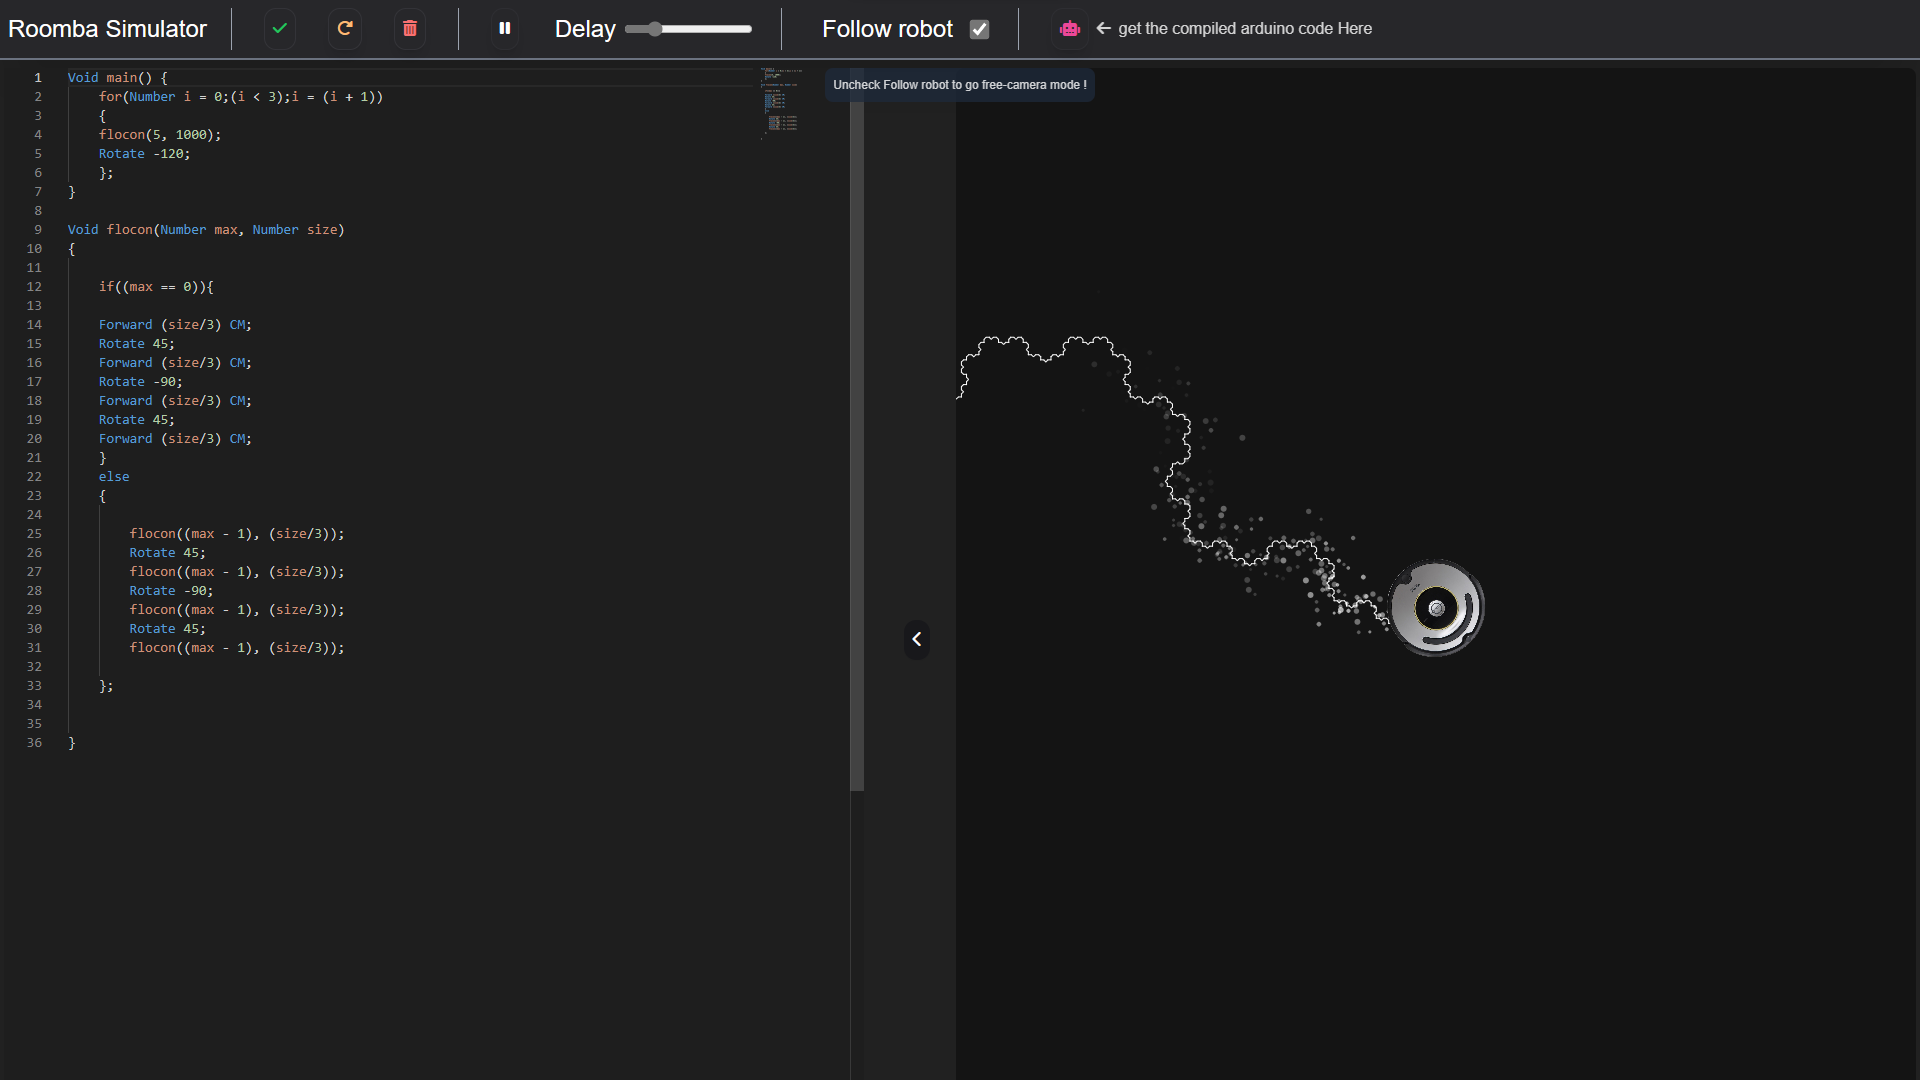 Roomba Simulator
Delay
Follow robot
get the compiled arduino code Here
Uncheck Follow robot to go free-camera mode !
1 Void main() {
2 for(Number i = 0;(i < 3);i = (i + 1))
3 {
4 flocon(5, 1000);
5 Rotate -120;
6 };
7 }
8
9 Void flocon(Number max, Number size)
10 {
11
12 if((max == 0)){
13
14 Forward (size/3) CM;
15 Rotate 45;
16 Forward (size/3) CM;
17 Rotate -90;
18 Forward (size/3) CM;
19 Rotate 45;
20 Forward (size/3) CM;
21 }
22 else
23 {
24
25 flocon((max - 1), (size/3));
26 Rotate 45;
27 flocon((max - 1), (size/3));
28 Rotate -90;
29 flocon((max - 1), (size/3));
30 Rotate 45;
31 flocon((max - 1), (size/3));
32
33 };
34
35
36 }